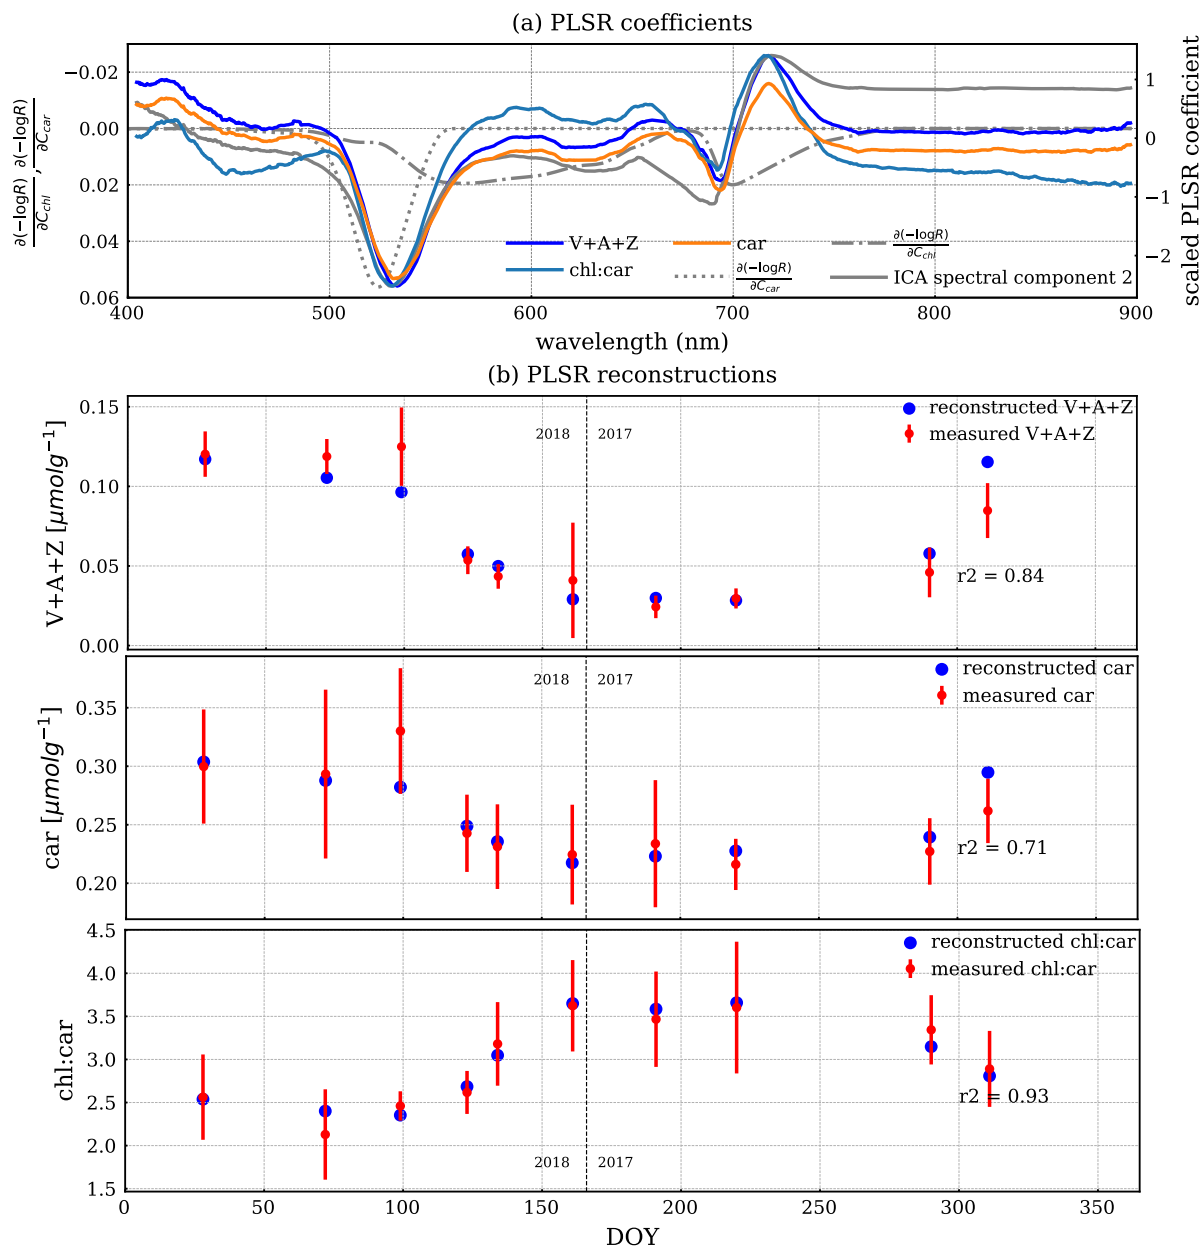 (a) PLSR coefficients
∂(−logR)/∂C_chl, ∂(−logR)/∂C_car
−0.02
0.00
0.02
0.04
0.06
1
0
−1
−2
scaled PLSR coefficient
V+A+Z
car
∂(−logR)/∂C_chl
chl:car
∂(−logR)/∂C_car
ICA spectral component 2
400 500 600 700 800 900
wavelength (nm)
(b) PLSR reconstructions
V+A+Z [μmolg⁻¹]
0.15
0.10
0.05
0.00
2018 2017
reconstructed V+A+Z
measured V+A+Z
r2 = 0.84
car [μmolg⁻¹]
0.35
0.30
0.25
0.20
2018 2017
reconstructed car
measured car
r2 = 0.71
chl:car
4.5
4.0
3.5
3.0
2.5
2.0
1.5
reconstructed chl:car
measured chl:car
r2 = 0.93
2018 2017
0 50 100 150 200 250 300 350
DOY